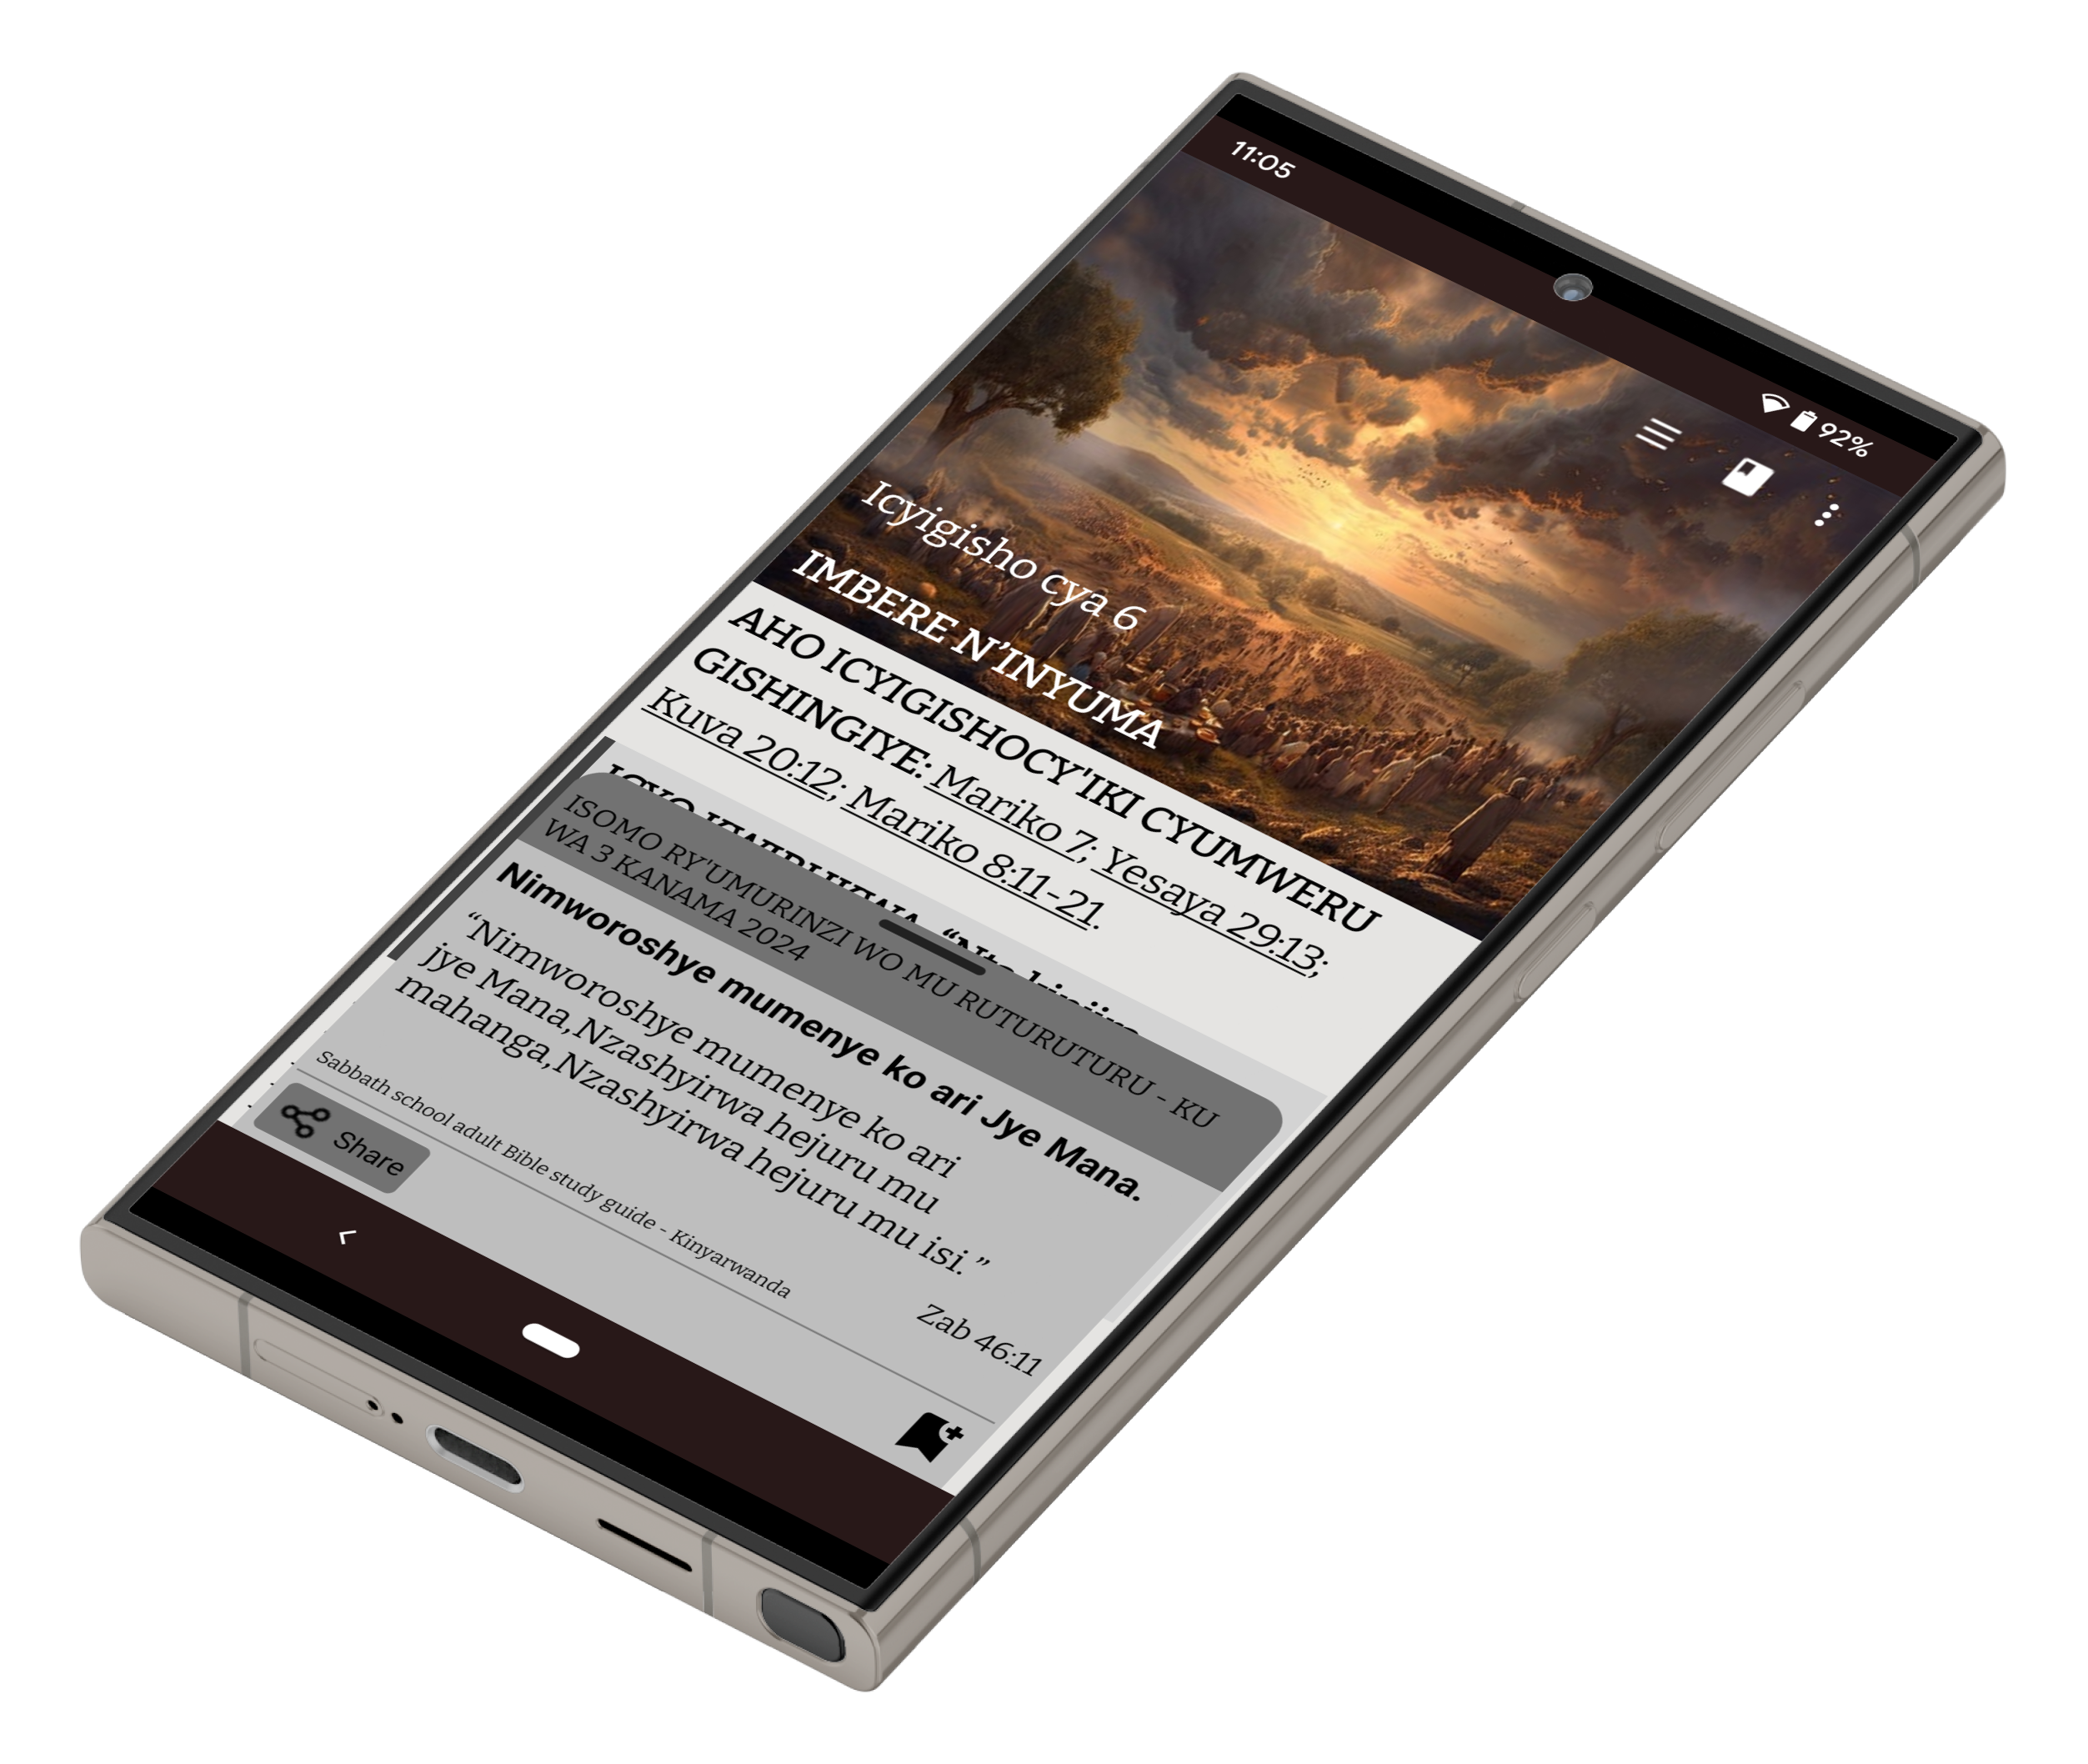 11:05
92%
Icyigisho cya 6
IMBERE N'INYUMA
AHO ICYIGISHOCY'IKI CYUMWERU
GISHINGIYE: Mariko 7; Yesaya 29:13;
Kuva 20:12; Mariko 8:11-21.
ISOMO RY'UMURINZI WO MU RUTURUTURU - KU
WA 3 KANAMA 2024
Nimworoshye mumenye ko ari Jye Mana.
“Nimworoshye mumenye ko ari
jye Mana,Nzashyirwa hejuru mu
mahanga,Nzashyirwa hejuru mu isi.”
Zab 46:11
Sabbath school adult Bible study guide - Kinyarwanda
Share